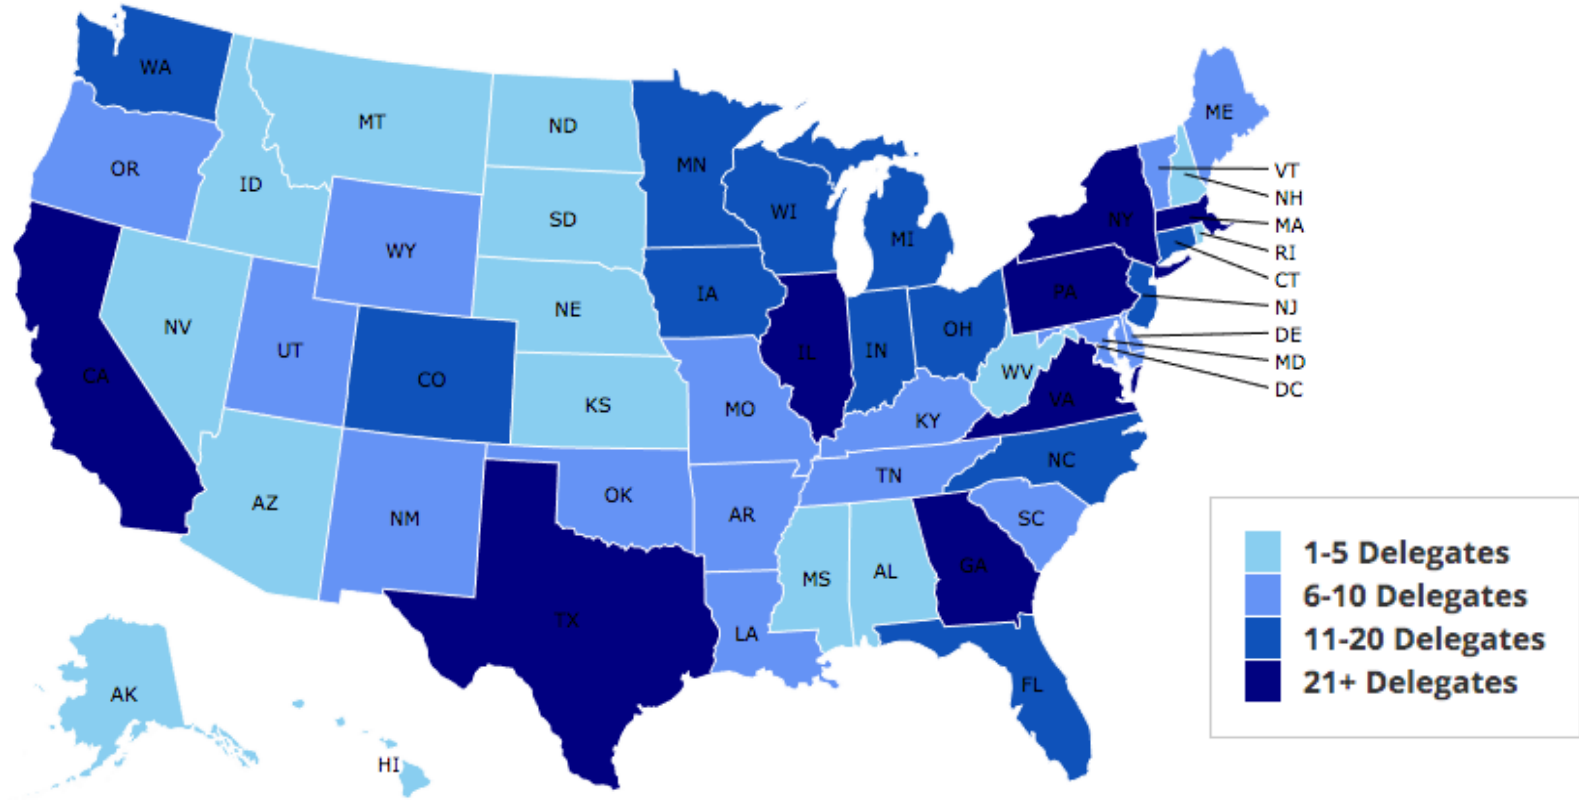 WA
MT
ND
MN
ME
OR
ID
VT
NH
SD
WI
NY
MA
MI
WY
RI
CT
PA
NJ
IA
NE
NV
OH
DE
UT
IL
IN
MD
CA
CO
WV
DC
KS
VA
MO
KY
NC
TN
AZ
OK
NM
AR
SC
1-5 Delegates
GA
AL
MS
6-10 Delegates
TX
LA
11-20 Delegates
FL
21+ Delegates
AK
HI